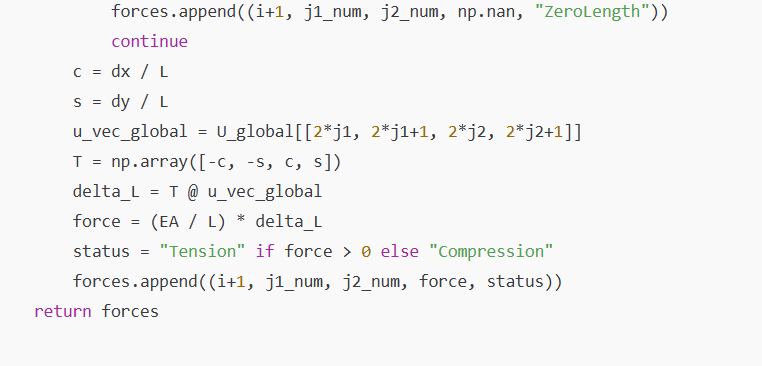 forces.append((i+1, j1_num, j2_num, np.nan, "ZeroLength"))
continue
c = dx / L
s = dy / L
u_vec_global = U_global[[2*j1, 2*j1+1, 2*j2, 2*j2+1]]
T = np.array([-c, -s, c, s])
delta_L = T @ u_vec_global
force = (EA / L) * delta_L
status = "Tension" if force > 0 else "Compression"
forces.append((i+1, j1_num, j2_num, force, status))
return forces